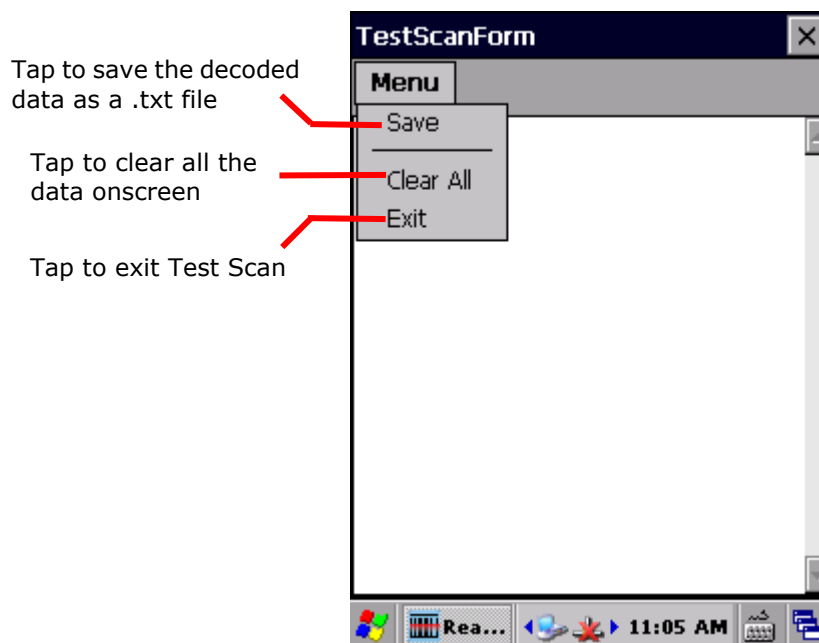 TestScanForm
Menu
Tap to save the decoded
data as a .txt file
Save
Tap to clear all the
data onscreen
Clear All
Exit
Tap to exit Test Scan
Rea...
11:05 AM